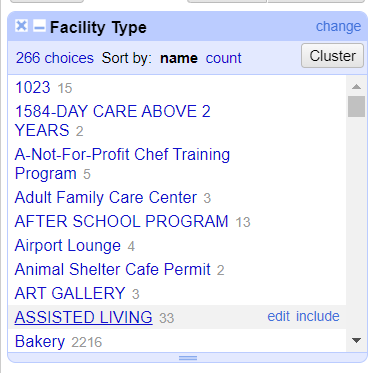 Facility Type change
266 choices Sort by: name count Cluster
1023 15
1584-DAY CARE ABOVE 2
YEARS 2
A-Not-For-Profit Chef Training
Program 5
Adult Family Care Center 3
AFTER SCHOOL PROGRAM 13
Airport Lounge 4
Animal Shelter Cafe Permit 2
ART GALLERY 3
ASSISTED LIVING 33 edit include
Bakery 2216